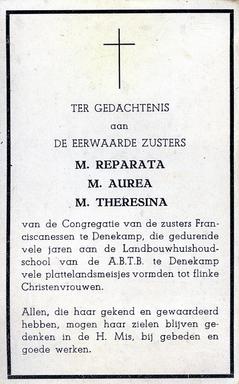 TER GEDACHTENIS
aan
DE EERWAARDE ZUSTERS
M. REPARATA
M. AUREA
M. THERESINA
van de Congregatie van de zusters Fran-
ciscanessen te Denekamp, die gedurende
vele jaren aan de Landbouwhuishoud-
school van de A.B.T.B. te Denekamp
vele plattelandsmeisjes vormden tot flinke
Christenvrouwen.
Allen, die haar gekend en gewaardeerd
hebben, mogen haar zielen blijven ge-
denken in de H. Mis, bij gebeden en
goede werken.